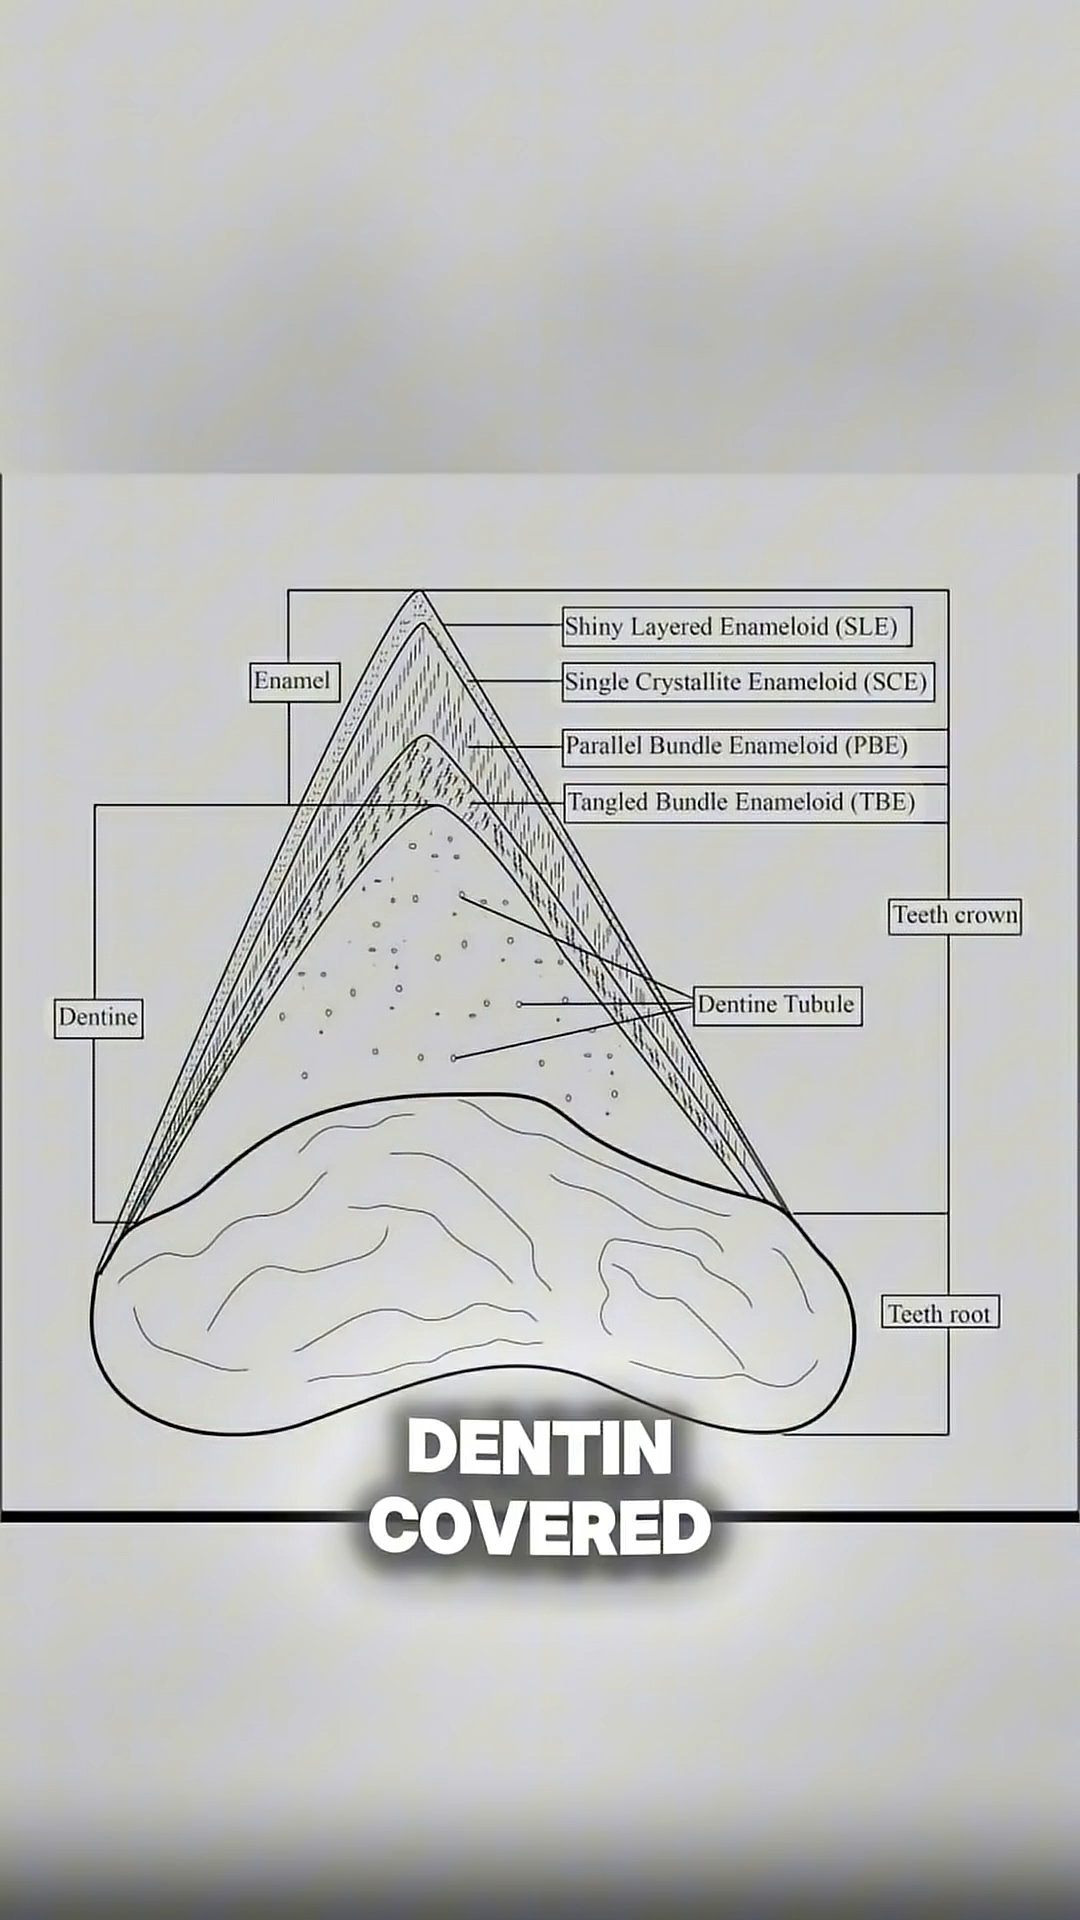 Shiny Layered Enameloid (SLE)
Enamel
Single Crystallite Enameloid (SCE)
Parallel Bundle Enameloid (PBE)
Tangled Bundle Enameloid (TBE)
Teeth crown
Dentine
Dentine Tubule
Teeth root
DENTIN
COVERED